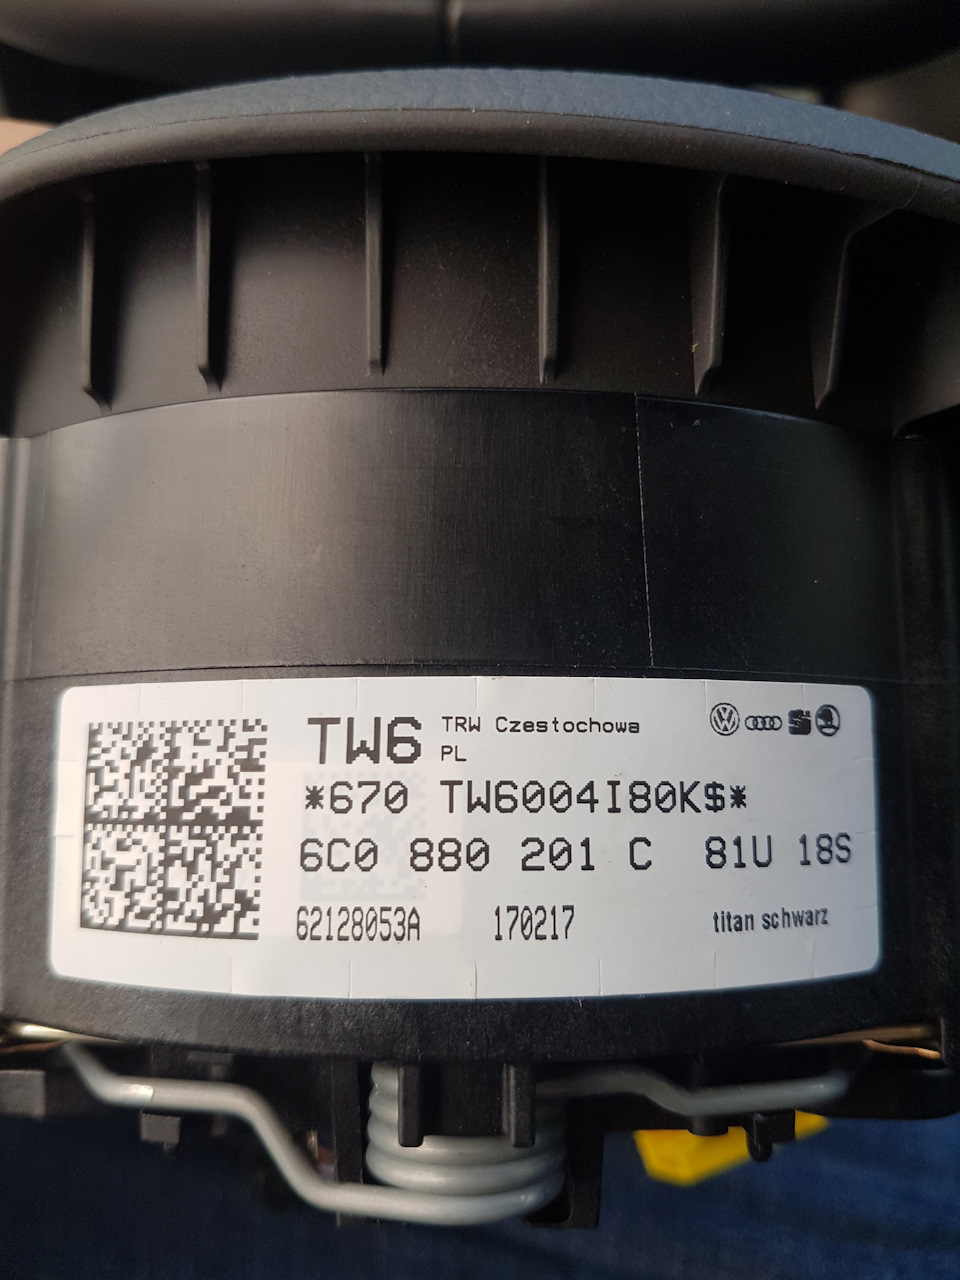 TW6 TRW Czestochowa
PL
*670 TW6004I80K$*
6C0 880 201 C 81U 18S
62128053A 170217 titan schwarz